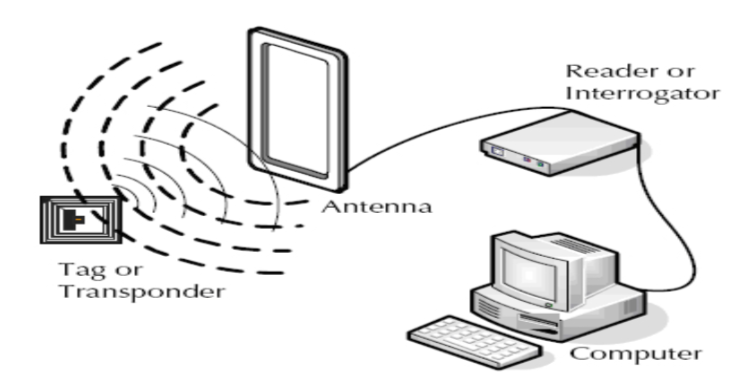 Reader or
Interrogator
Antenna
Tag or
Transponder
Computer